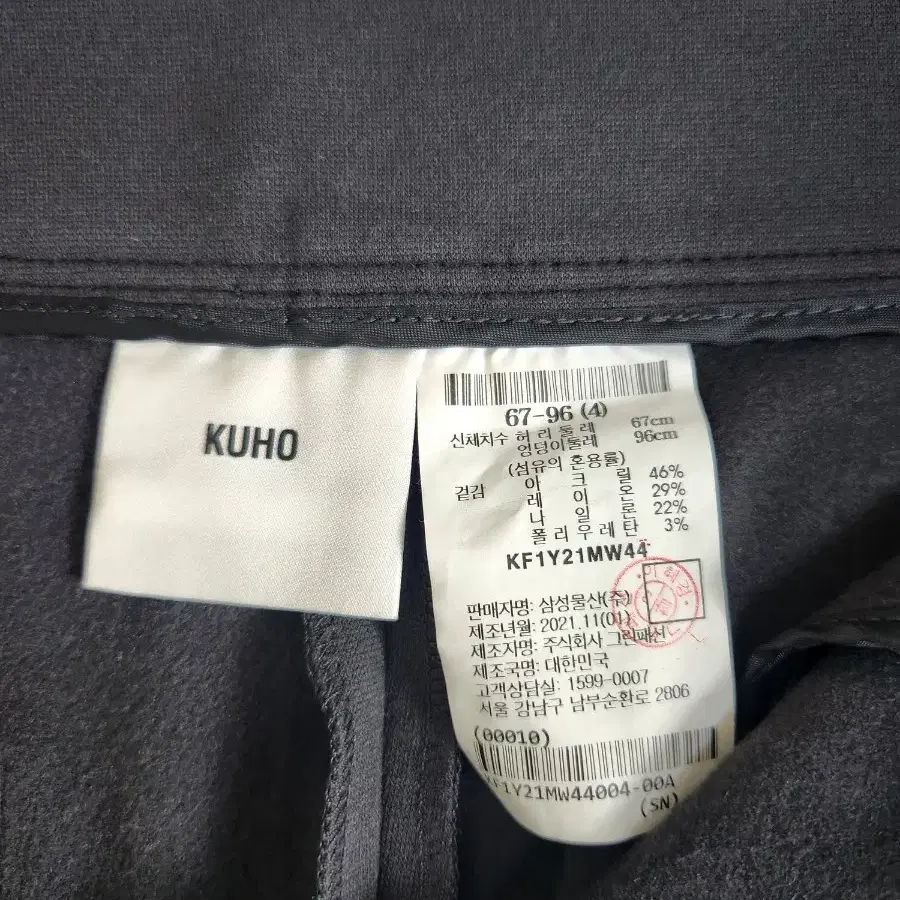 KUHO
67-96 (4)
신체치수 허리둘레 67cm
엉덩이둘레 96cm
(섬유의 혼용률)
겉감 아크릴 46%
레이온 29%
나일론 22%
폴리우레탄 3%
KF1Y21MW44
판매자명: 삼성물산(주)
제조년월: 2021.11(01)
제조자명: 주식회사 그린패션
제조국명: 대한민국
고객상담실: 1599-0007
서울 강남구 남부순환로 2806
(00010)
KF1Y21MW44004-00A
(SN)